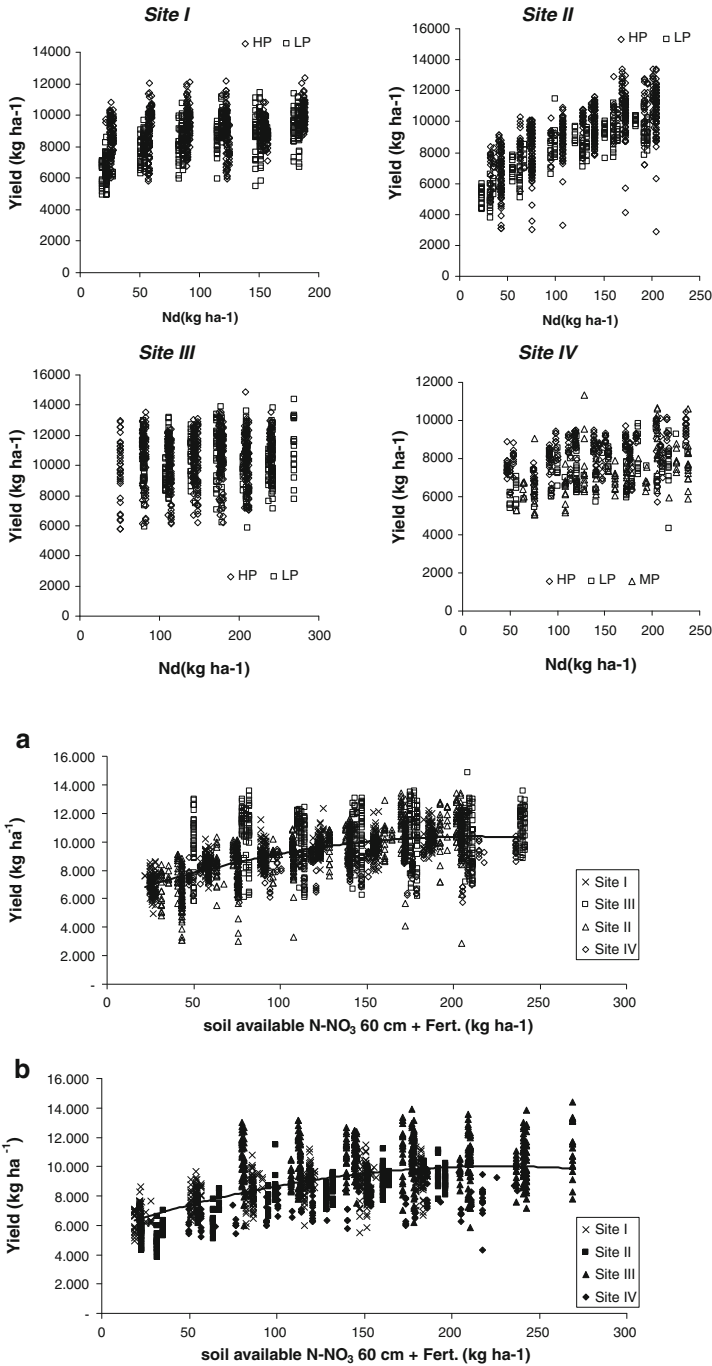 Site I
◇ HP □ LP
14000
12000
10000
8000
6000
4000
2000
0
Yield (kg ha-1)
0 50 100 150 200
Nd(kg ha-1)
Site II
◇ HP □ LP
16000
14000
12000
10000
8000
6000
4000
2000
0
Yield (kg ha-1)
0 50 100 150 200 250
Nd(kg ha-1)
Site III
16000
14000
12000
10000
8000
6000
4000
2000
0
Yield (kg ha-1)
◇ HP □ LP
0 100 200 300
Nd(kg ha-1)
Site IV
12000
10000
8000
6000
4000
2000
0
Yield (kg ha-1)
◇ HP □ LP △ MP
0 50 100 150 200 250
Nd(kg ha-1)
a
16.000
14.000
12.000
10.000
8.000
6.000
4.000
2.000
-
Yield (kg ha⁻¹)
× Site I
□ Site III
△ Site II
◇ Site IV
0 50 100 150 200 250 300
soil available N-NO₃ 60 cm + Fert. (kg ha-1)
b
16.000
14.000
12.000
10.000
8.000
6.000
4.000
2.000
-
Yield (kg ha⁻¹)
× Site I
■ Site II
▲ Site III
◆ Site IV
0 50 100 150 200 250 300
soil available N-NO₃ 60 cm + Fert. (kg ha-1)